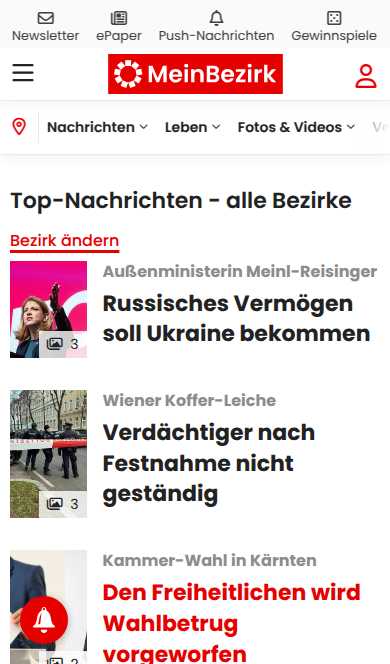 Newsletter ePaper Push-Nachrichten Gewinnspiele
MeinBezirk
Nachrichten Leben Fotos & Videos
Top-Nachrichten - alle Bezirke
Bezirk ändern
Außenministerin Meinl-Reisinger
Russisches Vermögen
soll Ukraine bekommen
3
Wiener Koffer-Leiche
Verdächtiger nach
Festnahme nicht
geständig
3
Kammer-Wahl in Kärnten
Den Freiheitlichen wird
Wahlbetrug
vorgeworfen